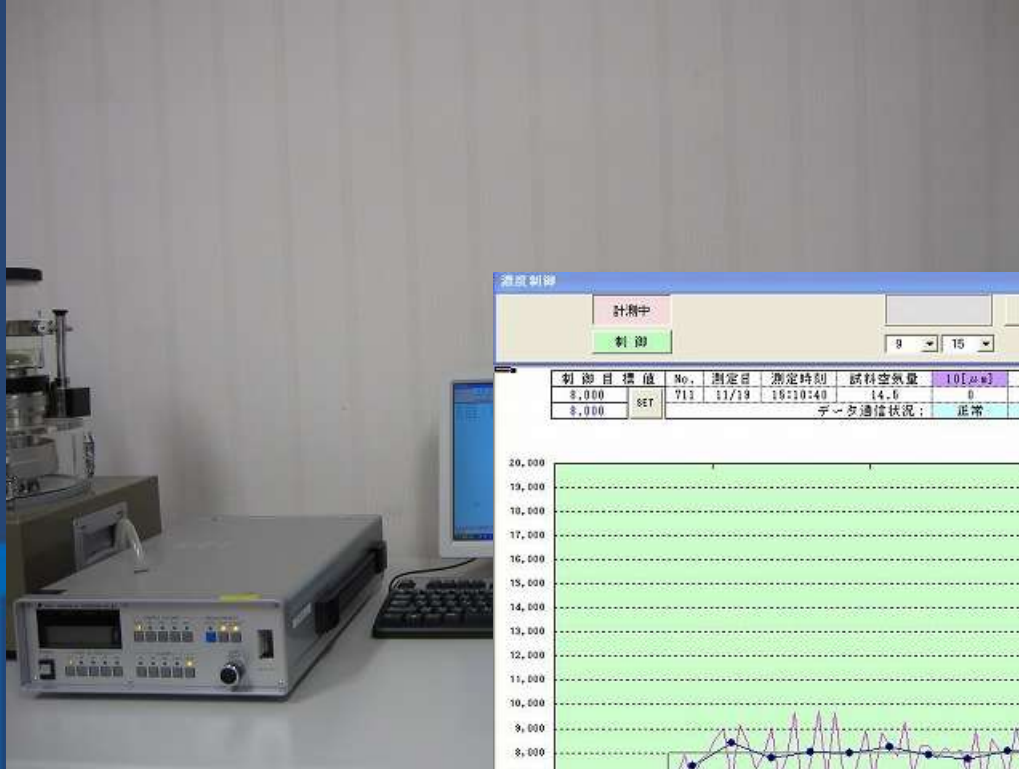 濃度制御
計測中
制 御
9 15
制 御 目 標 値 No. 測定日 測定時刻 試料空気量 10[μm]
8.000 SET 711 11/19 15:10:40 14.5 0
8.000 データ通信状況: 正常
20,000
19,000
18,000
17,000
16,000
15,000
14,000
13,000
12,000
11,000
10,000
9,000
8,000